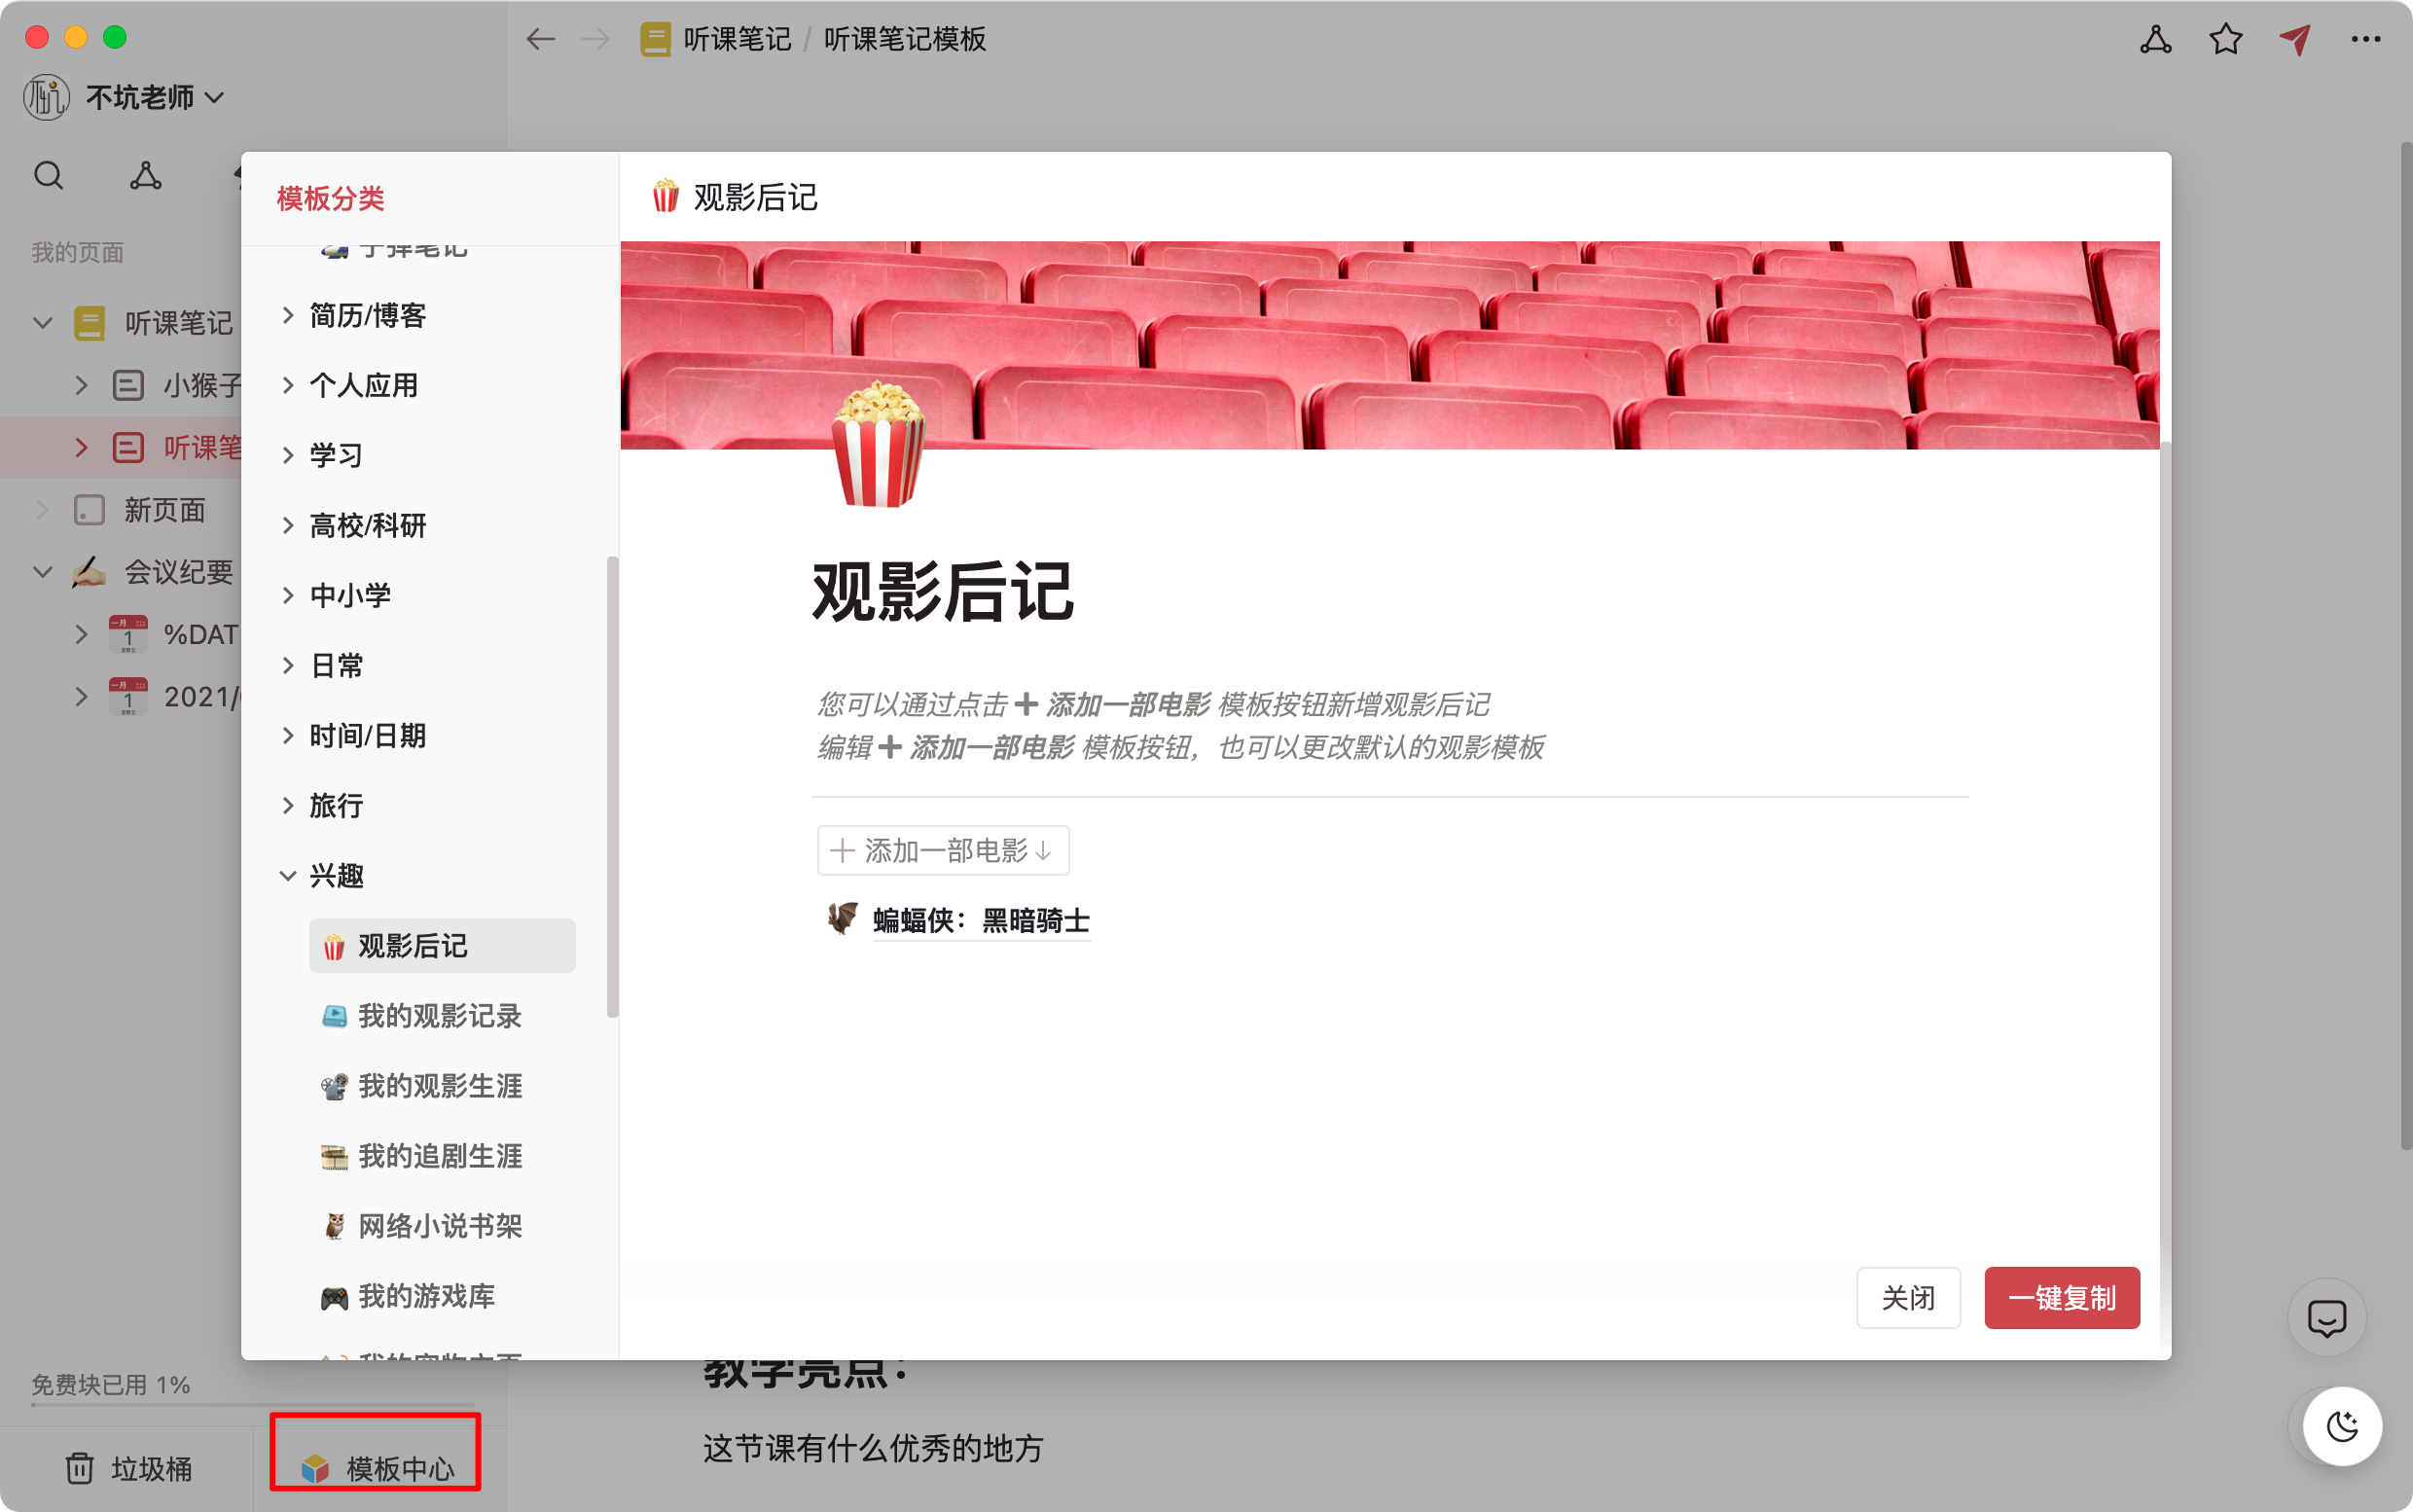 听课笔记 / 听课笔记模板
不坑老师
我的页面
听课笔记
小猴子
听课笔
新页面
会议纪要
%DAT
2021/
模板分类
子弹笔记
简历/博客
个人应用
学习
高校/科研
中小学
日常
时间/日期
旅行
兴趣
观影后记
我的观影记录
我的观影生涯
我的追剧生涯
网络小说书架
我的游戏库
观影后记
观影后记
您可以通过点击 + 添加一部电影 模板按钮新增观影后记
编辑 + 添加一部电影 模板按钮，也可以更改默认的观影模板
+ 添加一部电影↓
蝙蝠侠：黑暗骑士
关闭
一键复制
教学亮点：
这节课有什么优秀的地方
免费块已用 1%
垃圾桶
模板中心